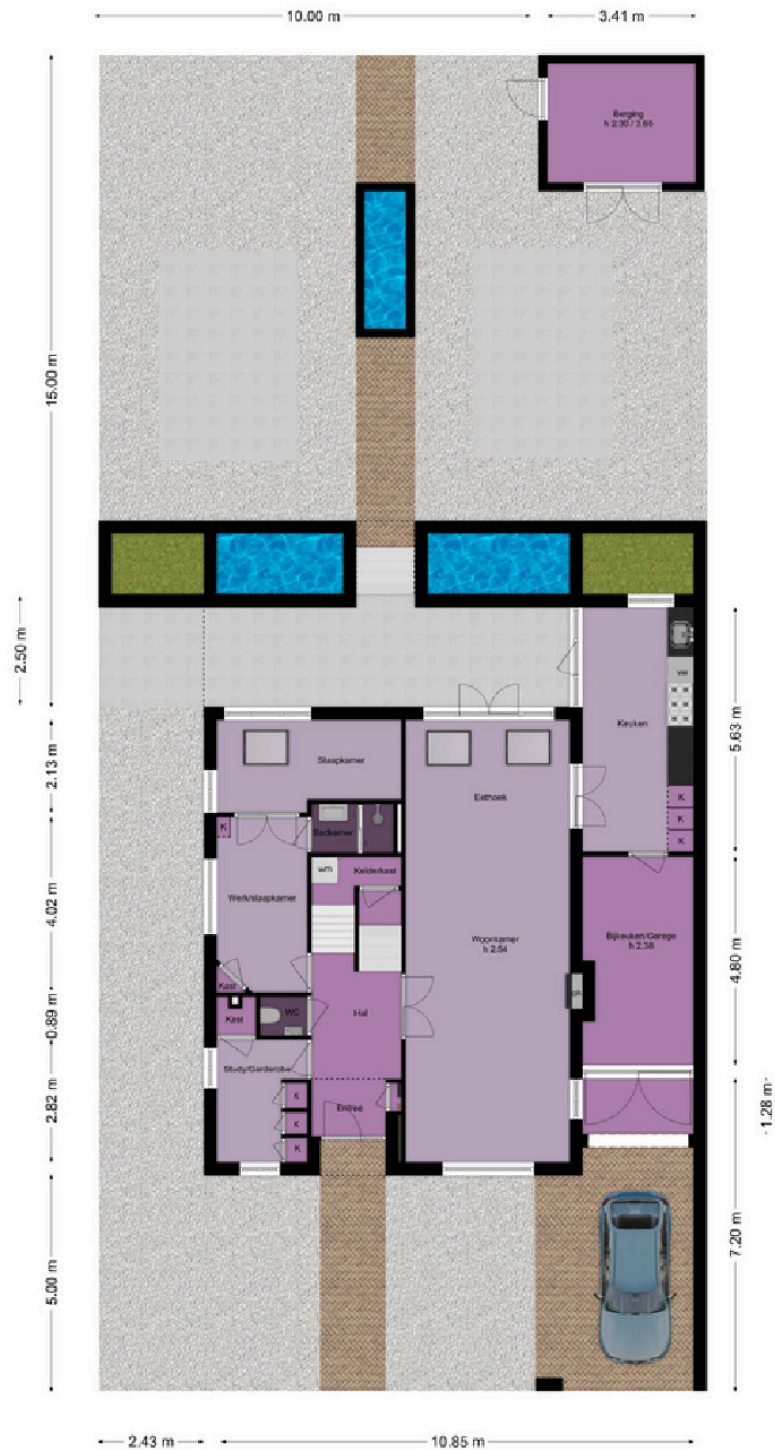 10.00 m
3.41 m
Berging
h 2.30 / 3.65
15.00 m
2.50 m
VW
Keuken
5.63 m
2.13 m
Slaapkamer
Eethoek
K
K
K
K
Badkamer
Kelderkast
WM
4.02 m
Werk/slaapkamer
Woonkamer
h 2.64
Bijkeuken/Garage
h 2.38
4.80 m
Kast
Kast
WC
Hal
0.89 m
Study/Garderobe
2.82 m
K
K
K
Entree
1.28 m
7.20 m
5.00 m
2.43 m
10.85 m